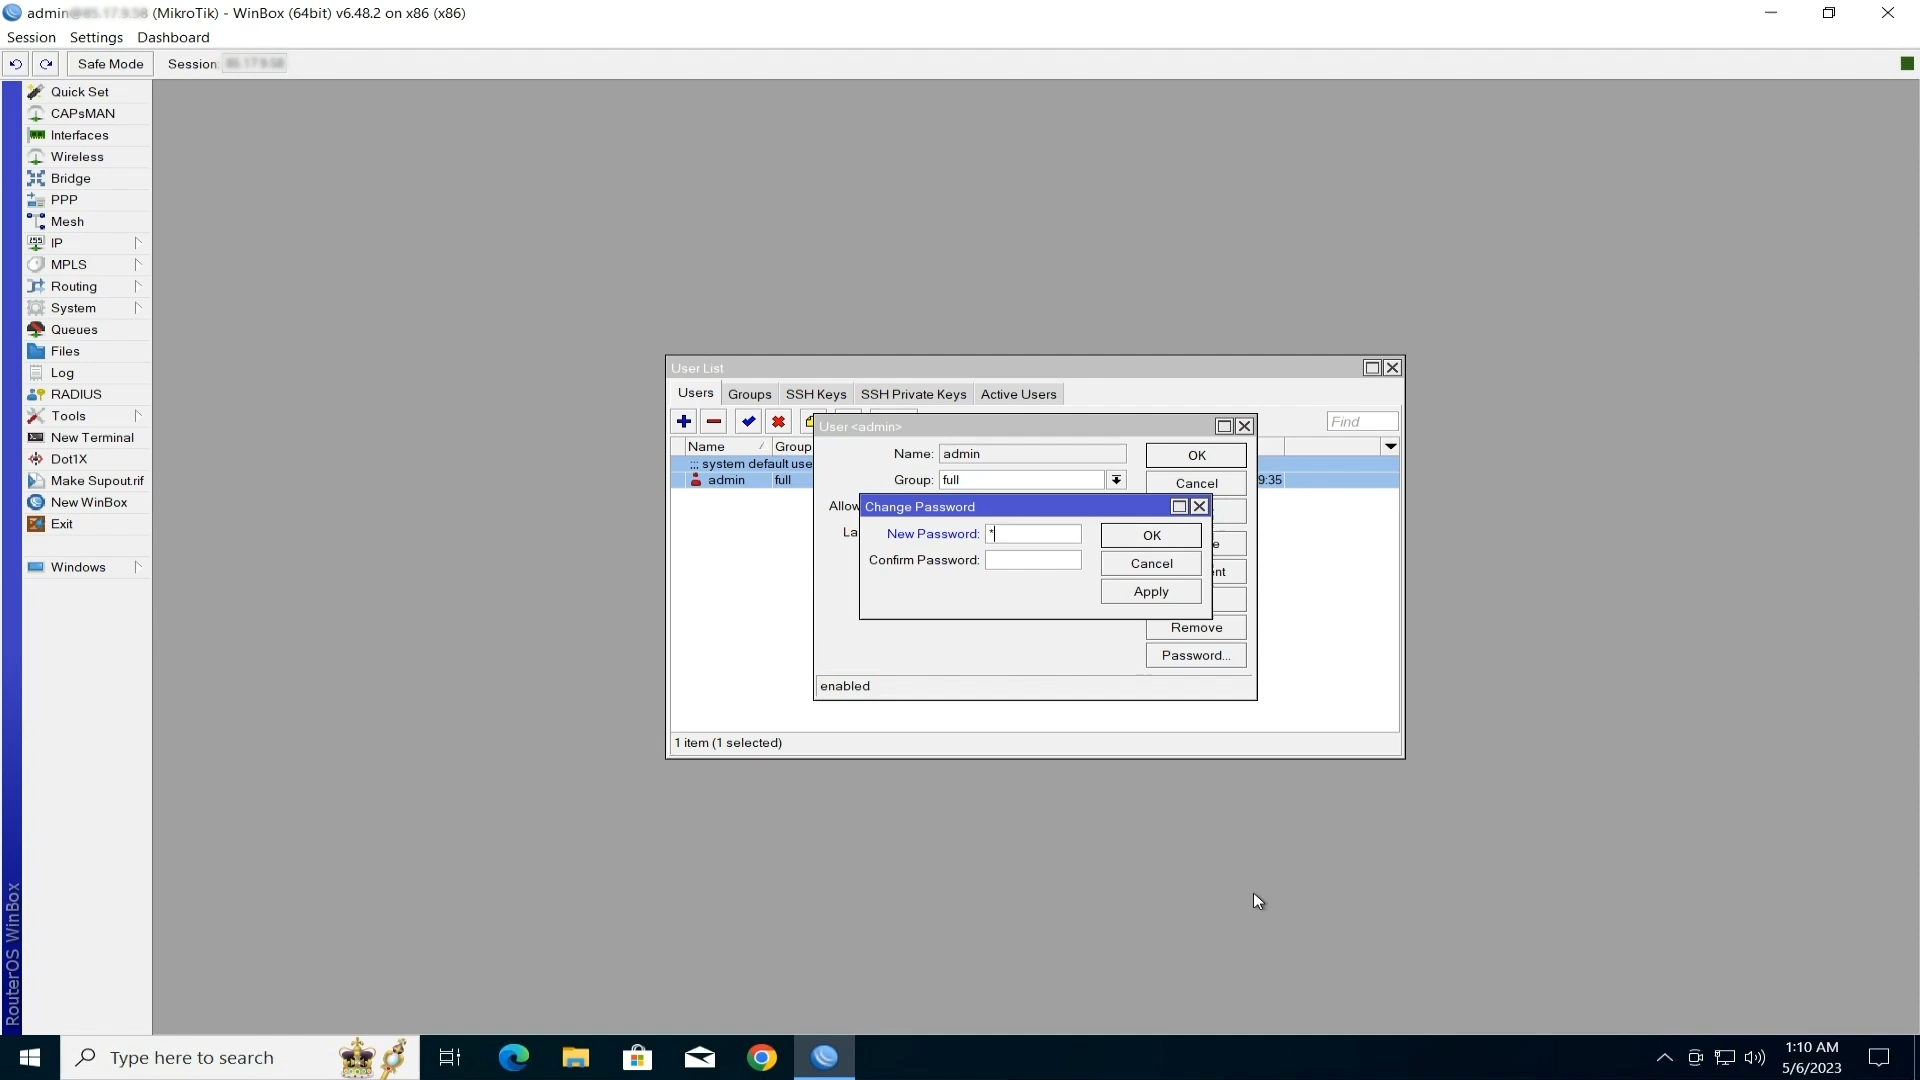 admin (MikroTik) - WinBox (64bit) v6.48.2 on x86 (x86)
Session Settings Dashboard
Safe Mode Session:
Quick Set
CAPsMAN
Interfaces
Wireless
Bridge
PPP
Mesh
255 IP
MPLS
Routing
System
Queues
Files
Log
RADIUS
Tools
New Terminal
Dot1X
Make Supout.rif
New WinBox
Exit
Windows
RouterOS WinBox
User List
Users Groups SSH Keys SSH Private Keys Active Users
Find
Name Group
::: system default use
admin full 9:35
1 item (1 selected)
User <admin>
Name: admin
Group: full
Allow
La
OK
Cancel
e
nt
Remove
Password...
enabled
Change Password
New Password: *
Confirm Password:
OK
Cancel
Apply
Type here to search
1:10 AM
5/6/2023